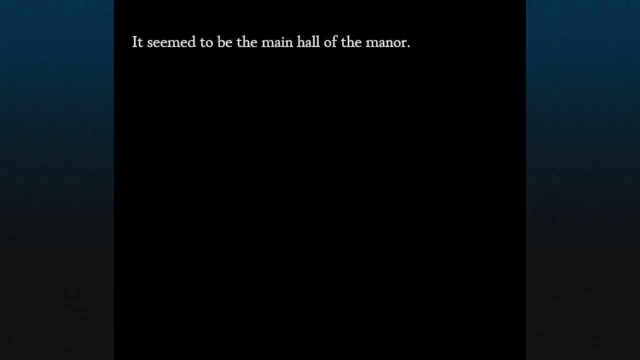 It seemed to be the main hall of the manor.